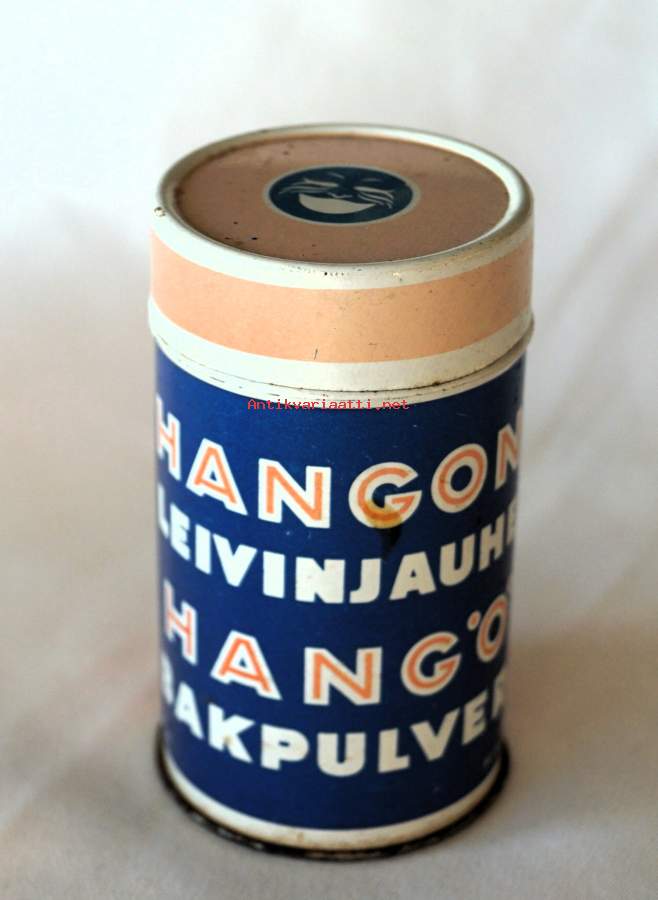 Antikvariaatti.net
HANGON
LEIVINJAUHE
HANGÖ
BAKPULVER